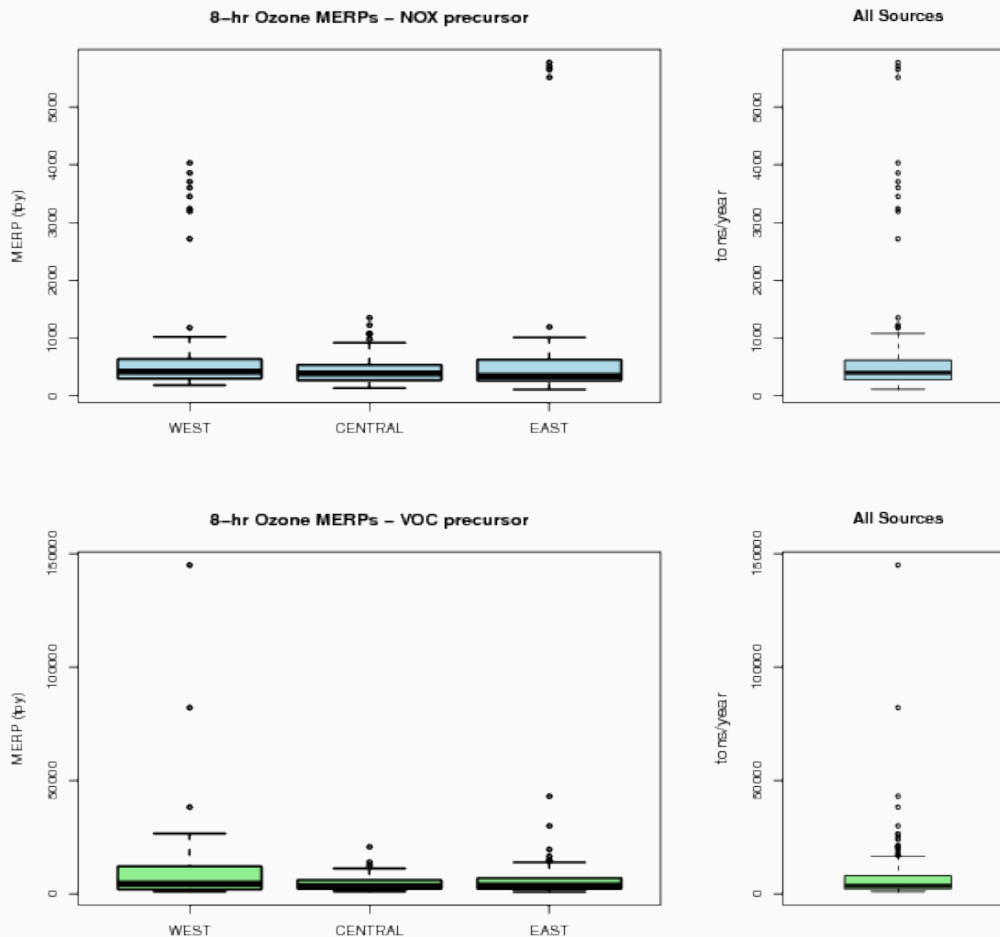 8-hr Ozone MERPs – NOX precursor
All Sources
MERP (tpy)
5000
4000
3000
2000
1000
0
WEST CENTRAL EAST
tons/year
5000
4000
3000
2000
1000
0
8-hr Ozone MERPs – VOC precursor
All Sources
MERP (tpy)
150000
100000
50000
0
WEST CENTRAL EAST
tons/year
150000
100000
50000
0